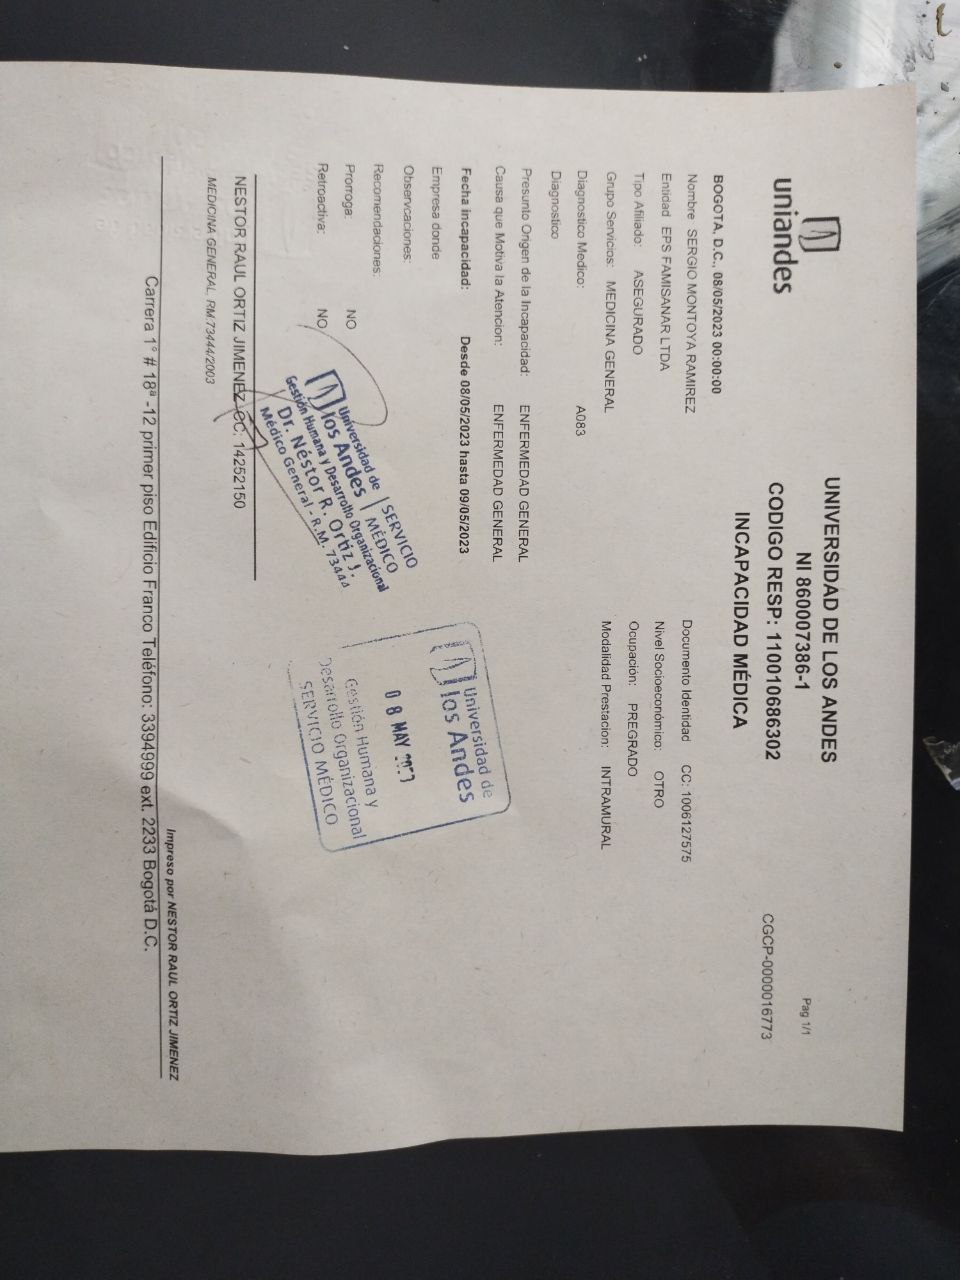 uniandes
UNIVERSIDAD DE LOS ANDES
Pag 1/1
NI 860007386-1
CODIGO RESP: 110010686302
CGCP-0000016773
INCAPACIDAD MÉDICA
BOGOTA, D.C., 08/05/2023 00:00:00
Nombre SERGIO MONTOYA RAMIREZ Documento Identidad CC: 1006127575
Entidad EPS FAMISANAR LTDA Nivel Socioeconómico: OTRO
Tipo Afiliado: ASEGURADO Ocupación: PREGRADO
Grupo Servicios: MEDICINA GENERAL Modalidad Prestacion: INTRAMURAL
Diagnostico Medico: A083
Diagnostico
Presunto Origen de la Incapacidad: ENFERMEDAD GENERAL
Causa que Motiva la Atencion: ENFERMEDAD GENERAL
Fecha incapacidad: Desde 08/05/2023 hasta 09/05/2023
Empresa donde
Observcaciones:
Recomendaciones:
Prorroga: NO
Retroactiva: NO
Universidad de los Andes | SERVICIO MÉDICO
Gestión Humana y Desarrollo Organizacional
Dr. Néstor R. Ortiz J.
Médico General - R.M. 73444
Universidad de
los Andes
08 MAY 2023
Gestión Humana y
Desarrollo Organizacional
SERVICIO MÉDICO
NESTOR RAUL ORTIZ JIMENEZ CC: 14252150
MEDICINA GENERAL, RM 73444/2003
Impreso por NESTOR RAUL ORTIZ JIMENEZ
Carrera 1° # 18ª -12 primer piso Edificio Franco Teléfono: 3394999 ext. 2233 Bogotá D.C.